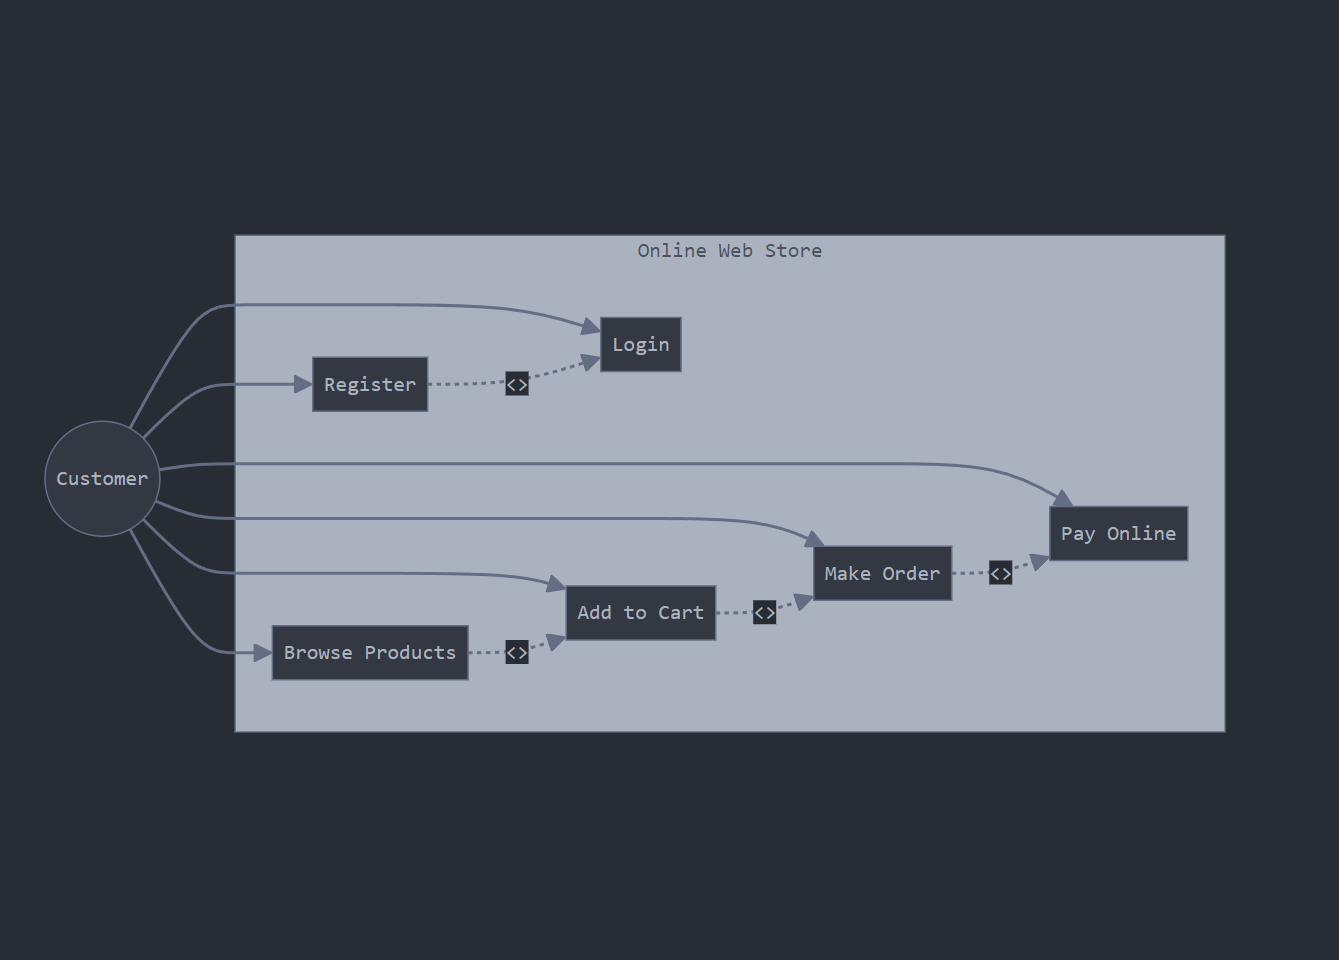 Online Web Store
Login
Register
<>
Customer
Pay Online
Make Order
<>
Add to Cart
<>
Browse Products
<>